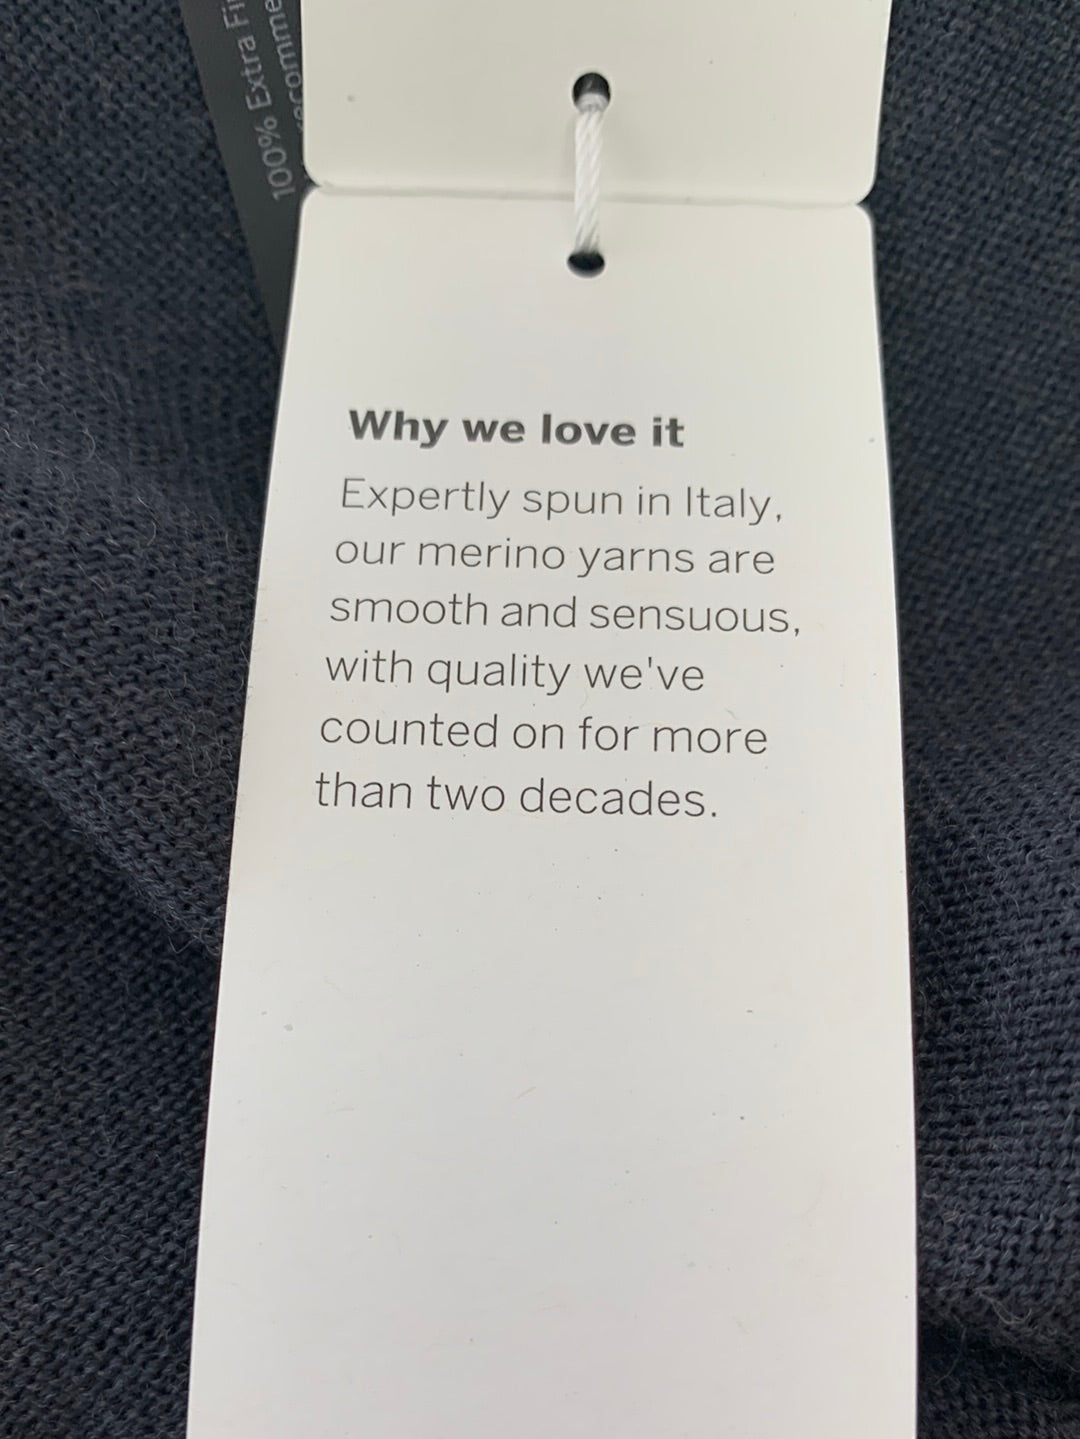 100% Extra Fi
Why we love it
Expertly spun in Italy,
our merino yarns are
smooth and sensuous,
with quality we've
counted on for more
than two decades.